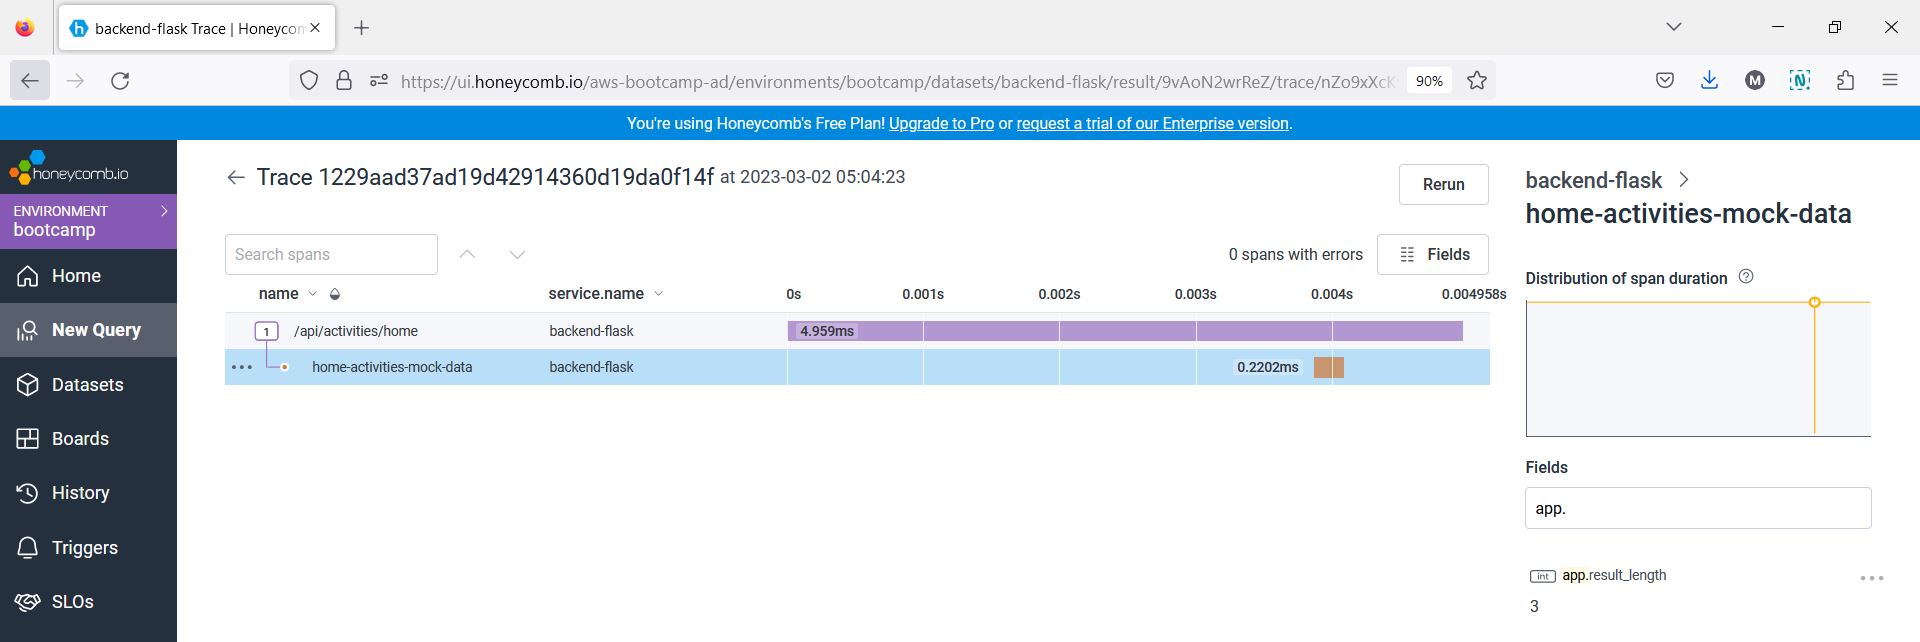 backend-flask Trace | Honeycom
https://ui.honeycomb.io/aws-bootcamp-ad/environments/bootcamp/datasets/backend-flask/result/9vAoN2wrReZ/trace/nZo9xXcK
90%
M
N
You're using Honeycomb's Free Plan! Upgrade to Pro or request a trial of our Enterprise version.
honeycomb.io
ENVIRONMENT
bootcamp
Home
New Query
Datasets
Boards
History
Triggers
SLOs
Trace 1229aad37ad19d42914360d19da0f14f at 2023-03-02 05:04:23
Rerun
Search spans
0 spans with errors
Fields
name service.name 0s 0.001s 0.002s 0.003s 0.004s 0.004958s
1 /api/activities/home backend-flask 4.959ms
home-activities-mock-data backend-flask 0.2202ms
backend-flask
home-activities-mock-data
Distribution of span duration
Fields
app.
int app.result_length
3